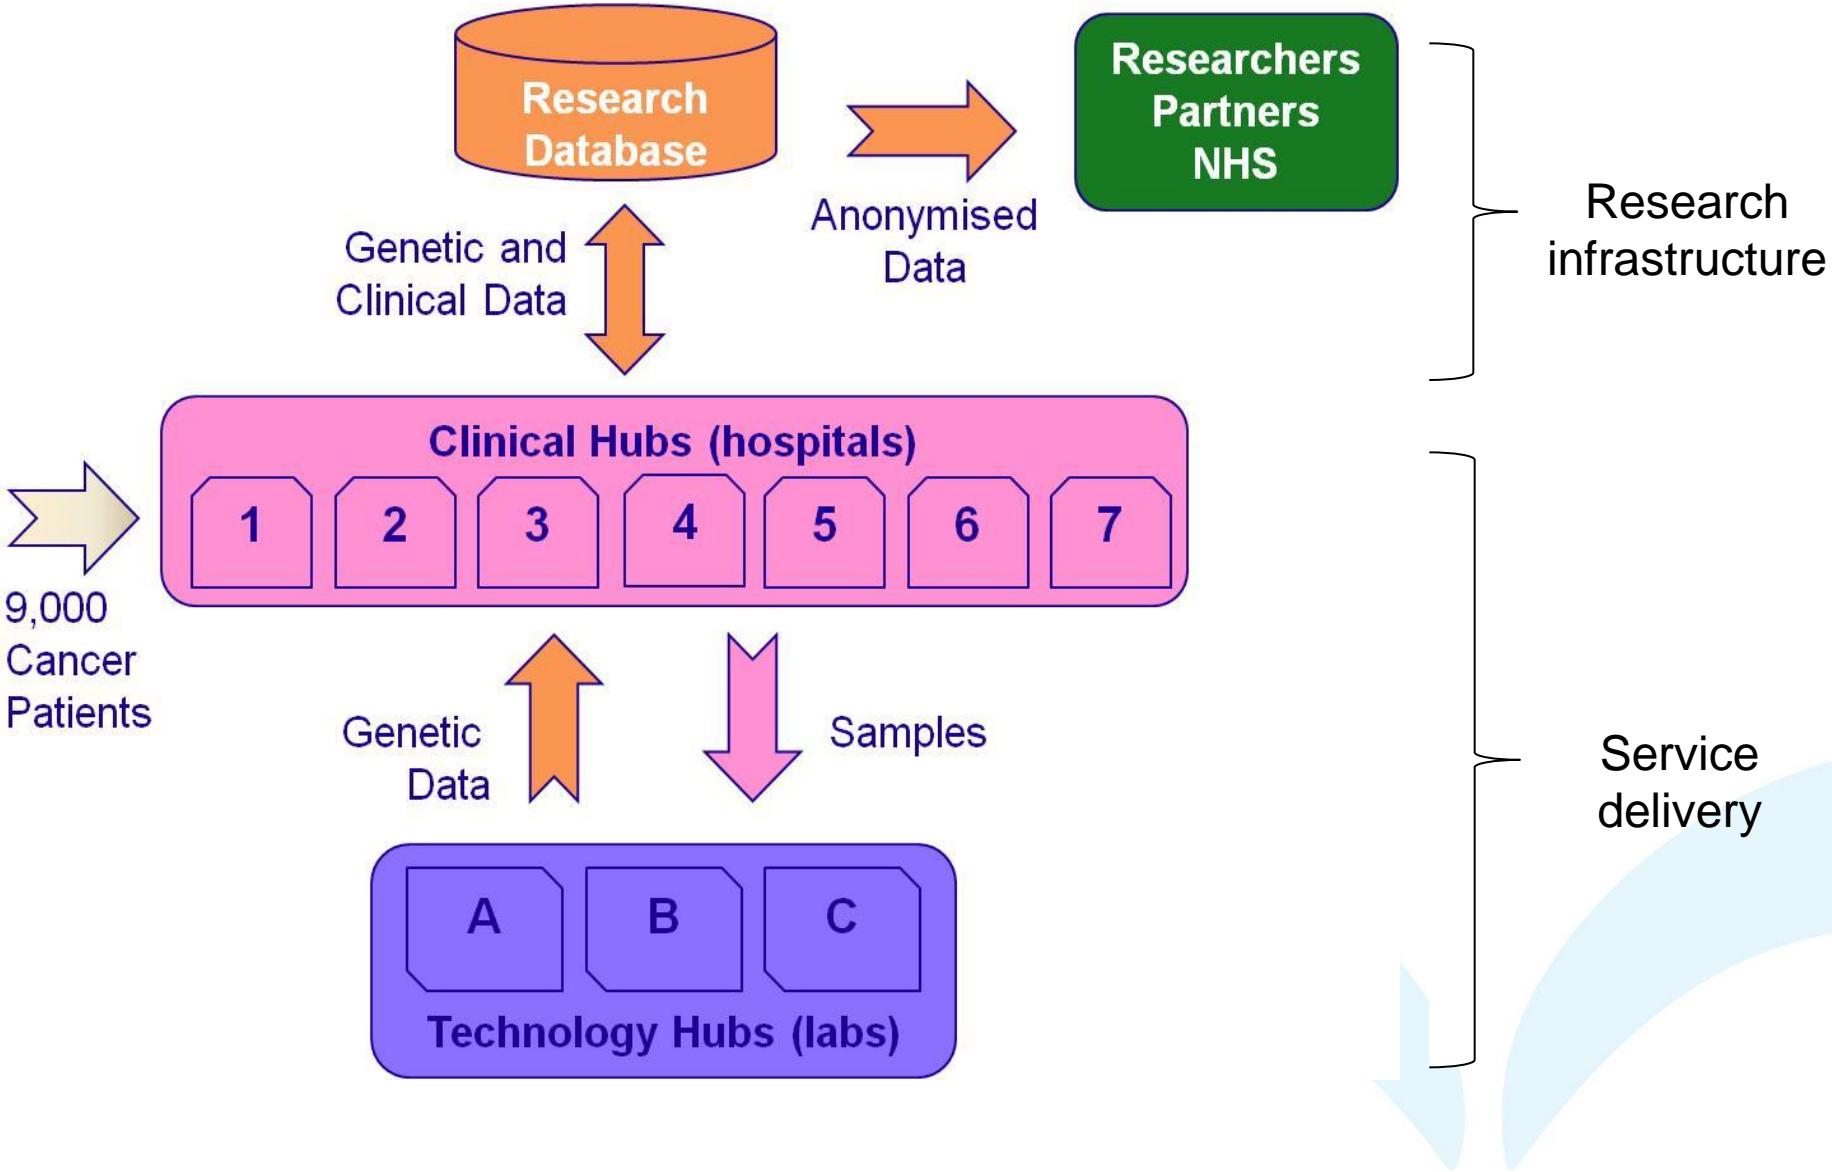 Research
Database
Researchers
Partners
NHS
Anonymised
Data
Genetic and
Clinical Data
Research
infrastructure
Clinical Hubs (hospitals)
1
2
3
4
5
6
7
9,000
Cancer
Patients
Genetic
Data
Samples
Service
delivery
A
B
C
Technology Hubs (labs)